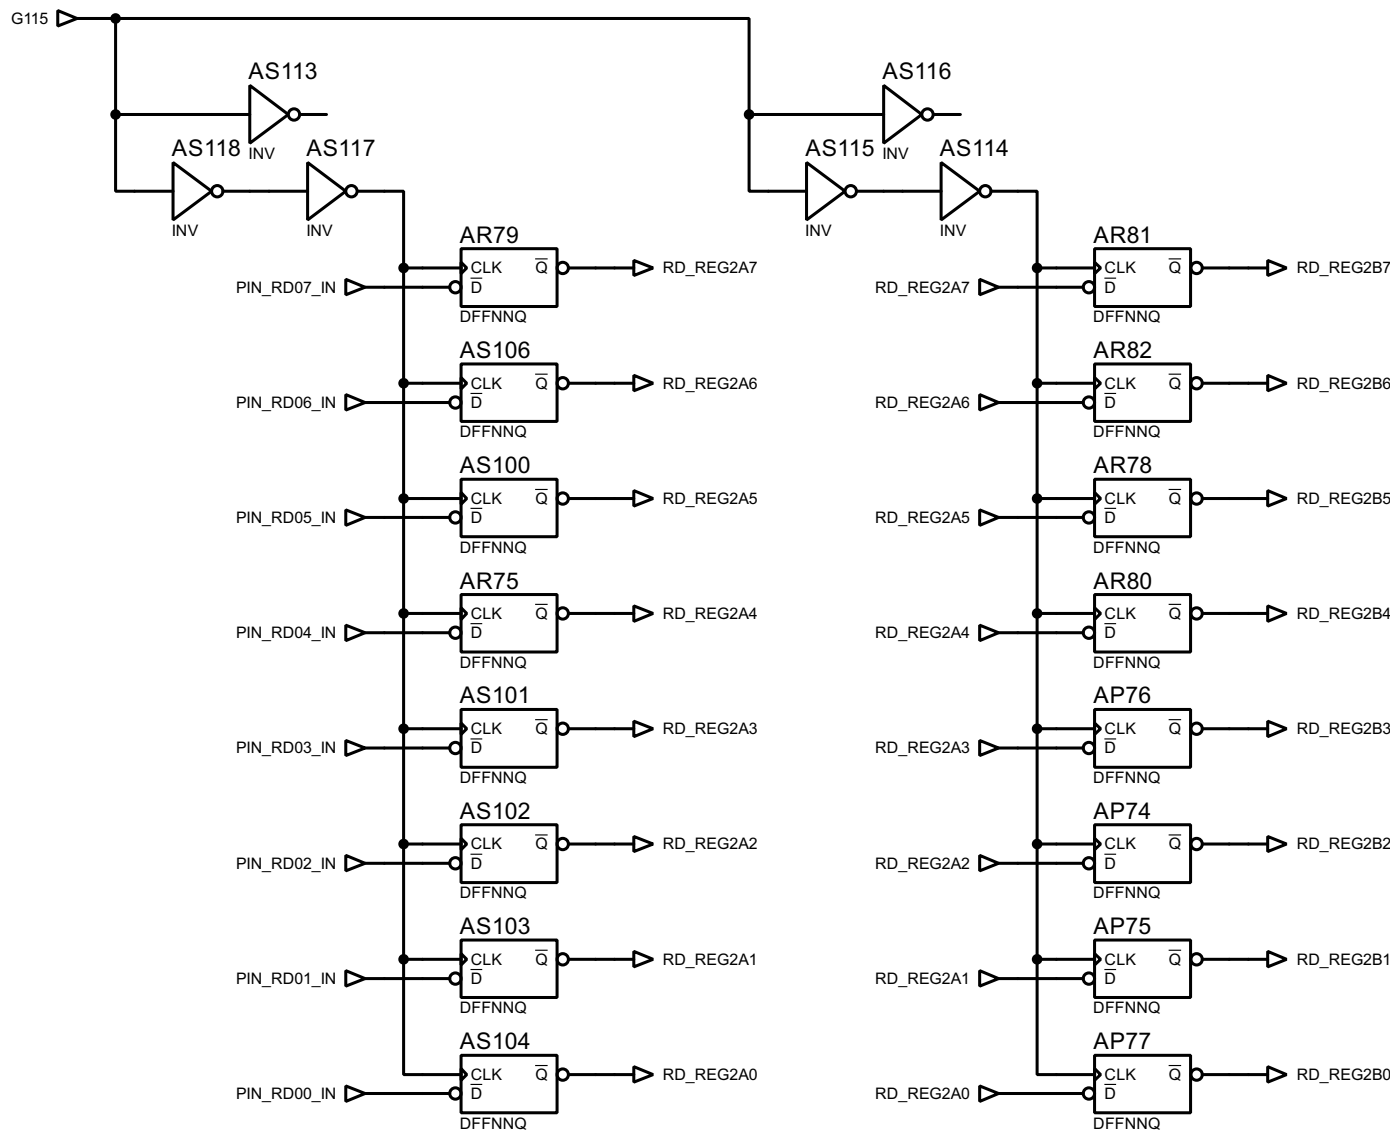 G115
AS113
AS116
INV
INV
AS118
AS117
AS115
AS114
INV
INV
INV
INV
AR79
CLK Q
D
DFFNNQ
PIN_RD07_IN
RD_REG2A7
AR81
CLK Q
D
DFFNNQ
RD_REG2A7
RD_REG2B7
AS106
CLK Q
D
DFFNNQ
PIN_RD06_IN
RD_REG2A6
AR82
CLK Q
D
DFFNNQ
RD_REG2A6
RD_REG2B6
AS100
CLK Q
D
DFFNNQ
PIN_RD05_IN
RD_REG2A5
AR78
CLK Q
D
DFFNNQ
RD_REG2A5
RD_REG2B5
AR75
CLK Q
D
DFFNNQ
PIN_RD04_IN
RD_REG2A4
AR80
CLK Q
D
DFFNNQ
RD_REG2A4
RD_REG2B4
AS101
CLK Q
D
DFFNNQ
PIN_RD03_IN
RD_REG2A3
AP76
CLK Q
D
DFFNNQ
RD_REG2A3
RD_REG2B3
AS102
CLK Q
D
DFFNNQ
PIN_RD02_IN
RD_REG2A2
AP74
CLK Q
D
DFFNNQ
RD_REG2A2
RD_REG2B2
AS103
CLK Q
D
DFFNNQ
PIN_RD01_IN
RD_REG2A1
AP75
CLK Q
D
DFFNNQ
RD_REG2A1
RD_REG2B1
AS104
CLK Q
D
DFFNNQ
PIN_RD00_IN
RD_REG2A0
AP77
CLK Q
D
DFFNNQ
RD_REG2A0
RD_REG2B0